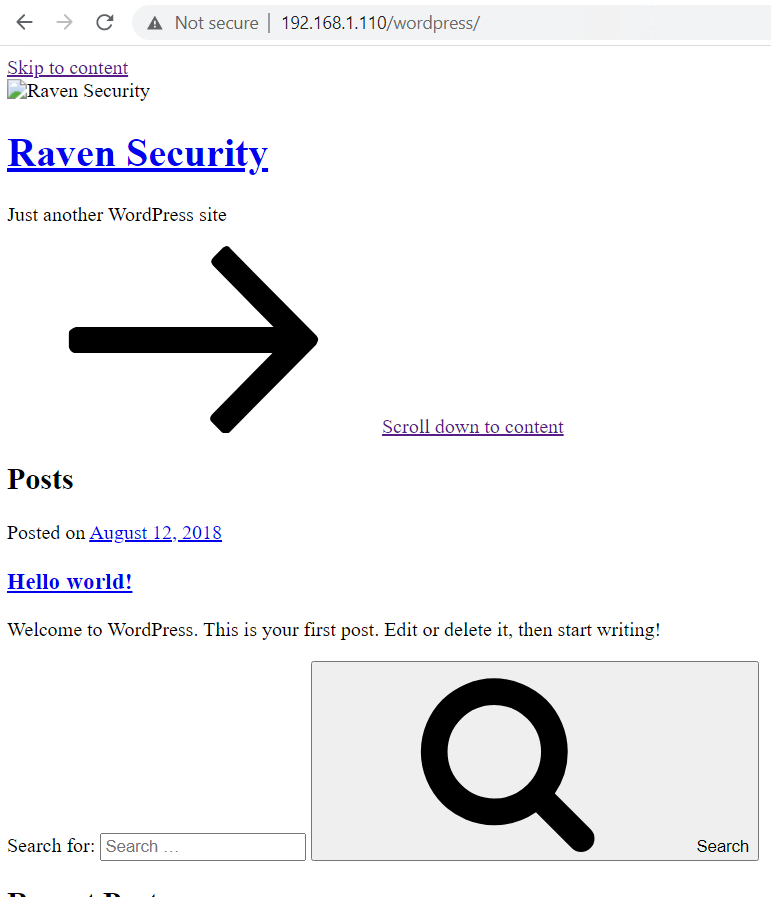 Not secure | 192.168.1.110/wordpress/
Skip to content
Raven Security
Raven Security
Just another WordPress site
Scroll down to content
Posts
Posted on August 12, 2018
Hello world!
Welcome to WordPress. This is your first post. Edit or delete it, then start writing!
Search for: Search … Search